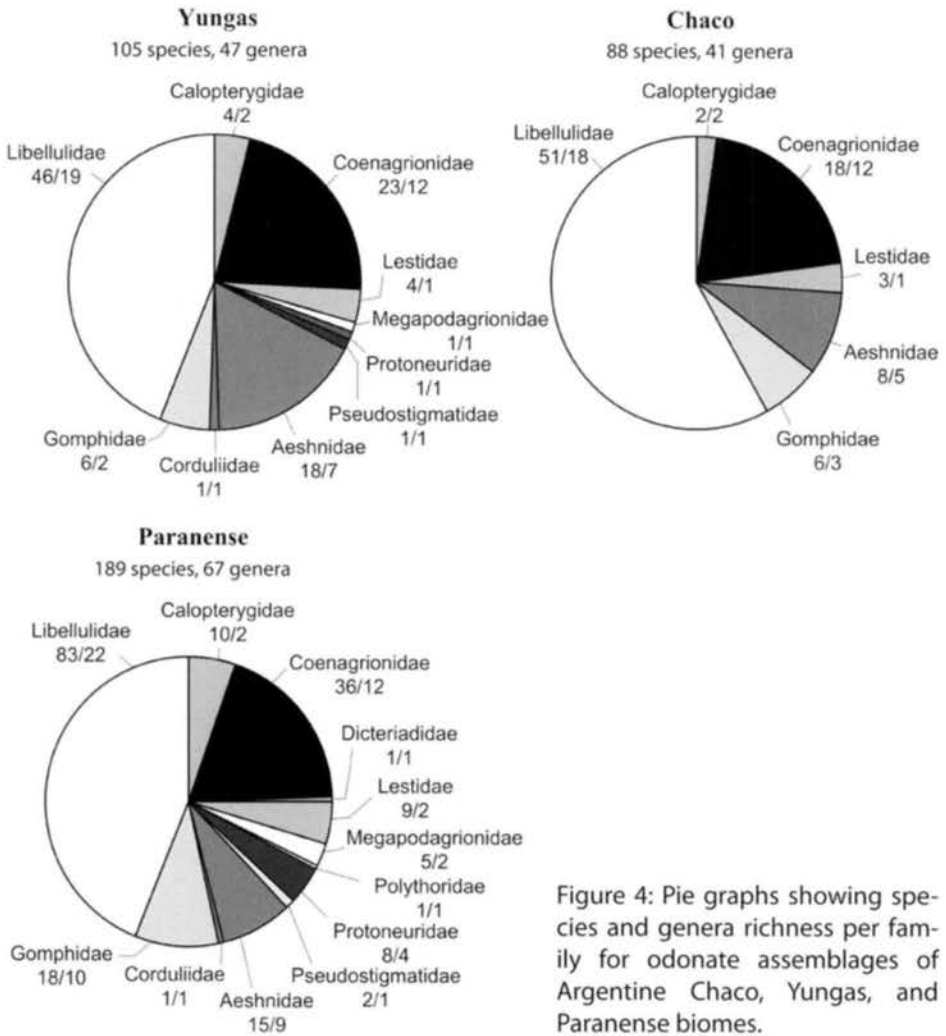 Yungas
105 species, 47 genera
Calopterygidae
4/2
Libellulidae
46/19
Coenagrionidae
23/12
Lestidae
4/1
Megapodagrionidae
1/1
Protoneuridae
1/1
Pseudostigmatidae
1/1
Aeshnidae
18/7
Corduliidae
1/1
Gomphidae
6/2
Chaco
88 species, 41 genera
Calopterygidae
2/2
Libellulidae
51/18
Coenagrionidae
18/12
Lestidae
3/1
Aeshnidae
8/5
Gomphidae
6/3
Paranense
189 species, 67 genera
Calopterygidae
10/2
Libellulidae
83/22
Coenagrionidae
36/12
Dicteriadidae
1/1
Lestidae
9/2
Megapodagrionidae
5/2
Polythoridae
1/1
Protoneuridae
8/4
Pseudostigmatidae
2/1
Aeshnidae
15/9
Corduliidae
1/1
Gomphidae
18/10
Figure 4: Pie graphs showing spe-
cies and genera richness per fam-
ily for odonate assemblages of
Argentine Chaco, Yungas, and
Paranense biomes.